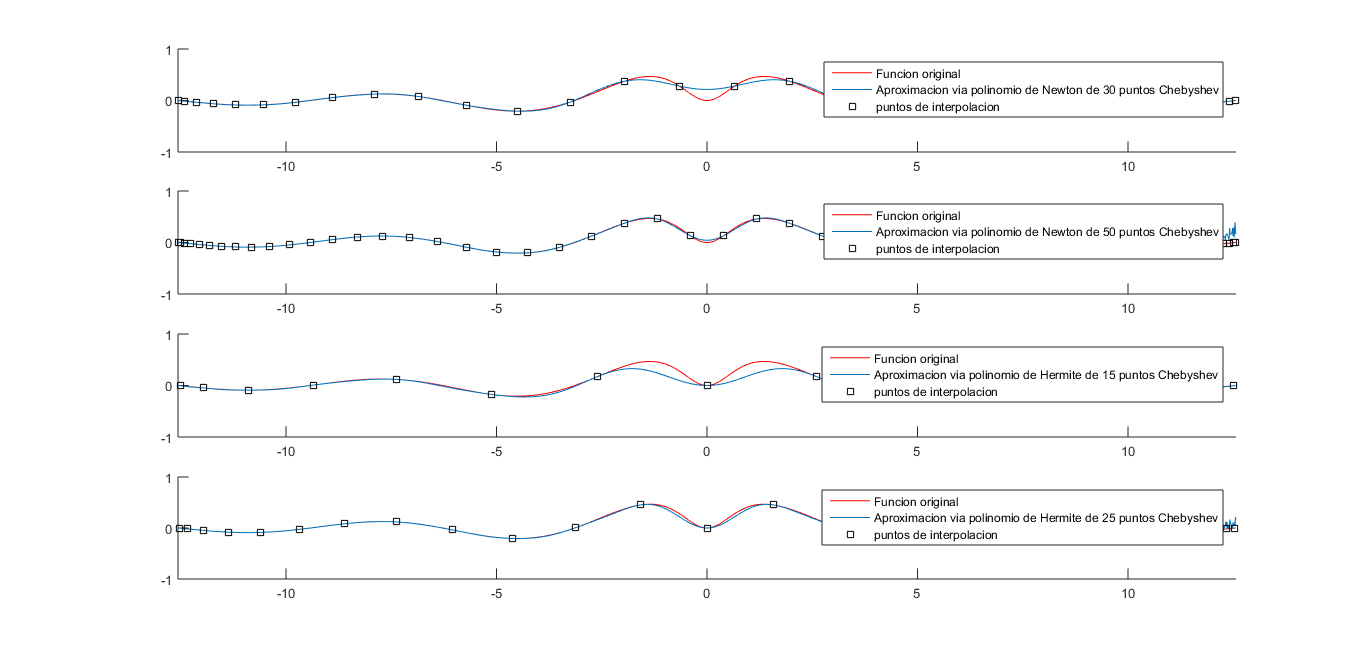 1
Funcion original
Aproximacion via polinomio de Newton de 30 puntos Chebyshev
0
puntos de interpolacion
-1
-10 -5 0 5 10
1
Funcion original
Aproximacion via polinomio de Newton de 50 puntos Chebyshev
0
puntos de interpolacion
-1
-10 -5 0 5 10
1
Funcion original
Aproximacion via polinomio de Hermite de 15 puntos Chebyshev
0
puntos de interpolacion
-1
-10 -5 0 5 10
1
Funcion original
Aproximacion via polinomio de Hermite de 25 puntos Chebyshev
0
puntos de interpolacion
-1
-10 -5 0 5 10